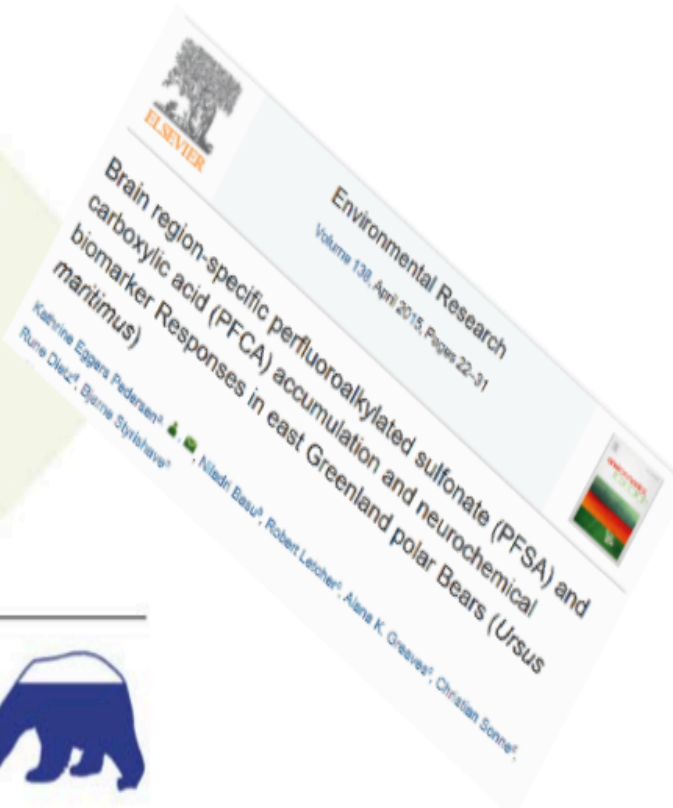 ELSEVIER
Environmental Research
Volume 138, April 2015, Pages 22-31
Brain region-specific perfluoroalkylated sulfonate (PFSA) and
carboxylic acid (PFCA) accumulation and neurochemical
biomarker Responses in east Greenland polar Bears (Ursus
maritimus)
Kathrine Eggers Pedersen, Niladri Basu, Robert Letcher, Alana K. Greaves, Christian Sonne,
Rune Dietz, Bjarne Styrishave